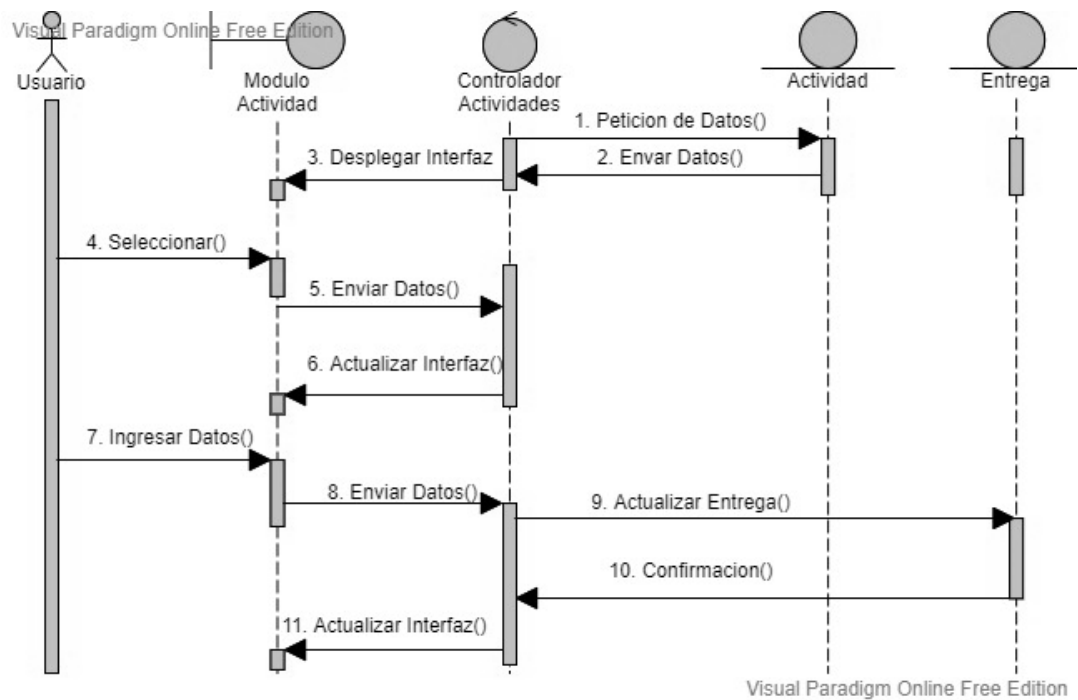 Visual Paradigm Online Free Edition
Usuario
Modulo
Actividad
Controlador
Actividades
Actividad
Entrega
1. Peticion de Datos()
2. Envar Datos()
3. Desplegar Interfaz
4. Seleccionar()
5. Enviar Datos()
6. Actualizar Interfaz()
7. Ingresar Datos()
8. Enviar Datos()
9. Actualizar Entrega()
10. Confirmacion()
11. Actualizar Interfaz()
Visual Paradigm Online Free Edition